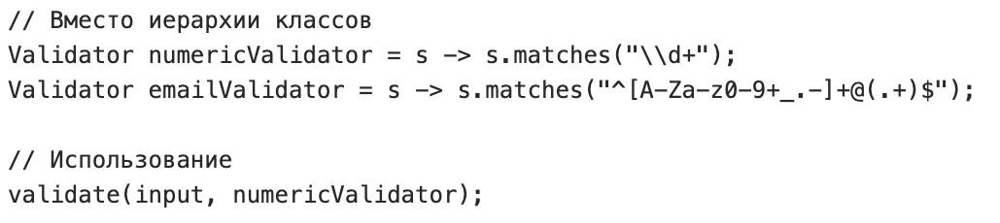 // Вместо иерархии классов
Validator numericValidator = s -> s.matches("\\d+");
Validator emailValidator = s -> s.matches("^[A-Za-z0-9+_.-]+@(.+)$");
// Использование
validate(input, numericValidator);